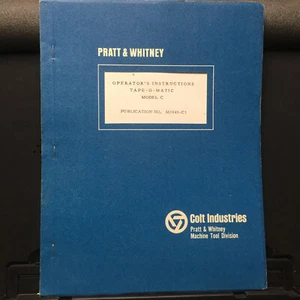 PRATT & WHITNEY
OPERATOR'S INSTRUCTIONS
TAPE-O-MATIC
MODEL C
PUBLICATION NO.
Colt Industries
Pratt & Whitney
Machine Tool Division